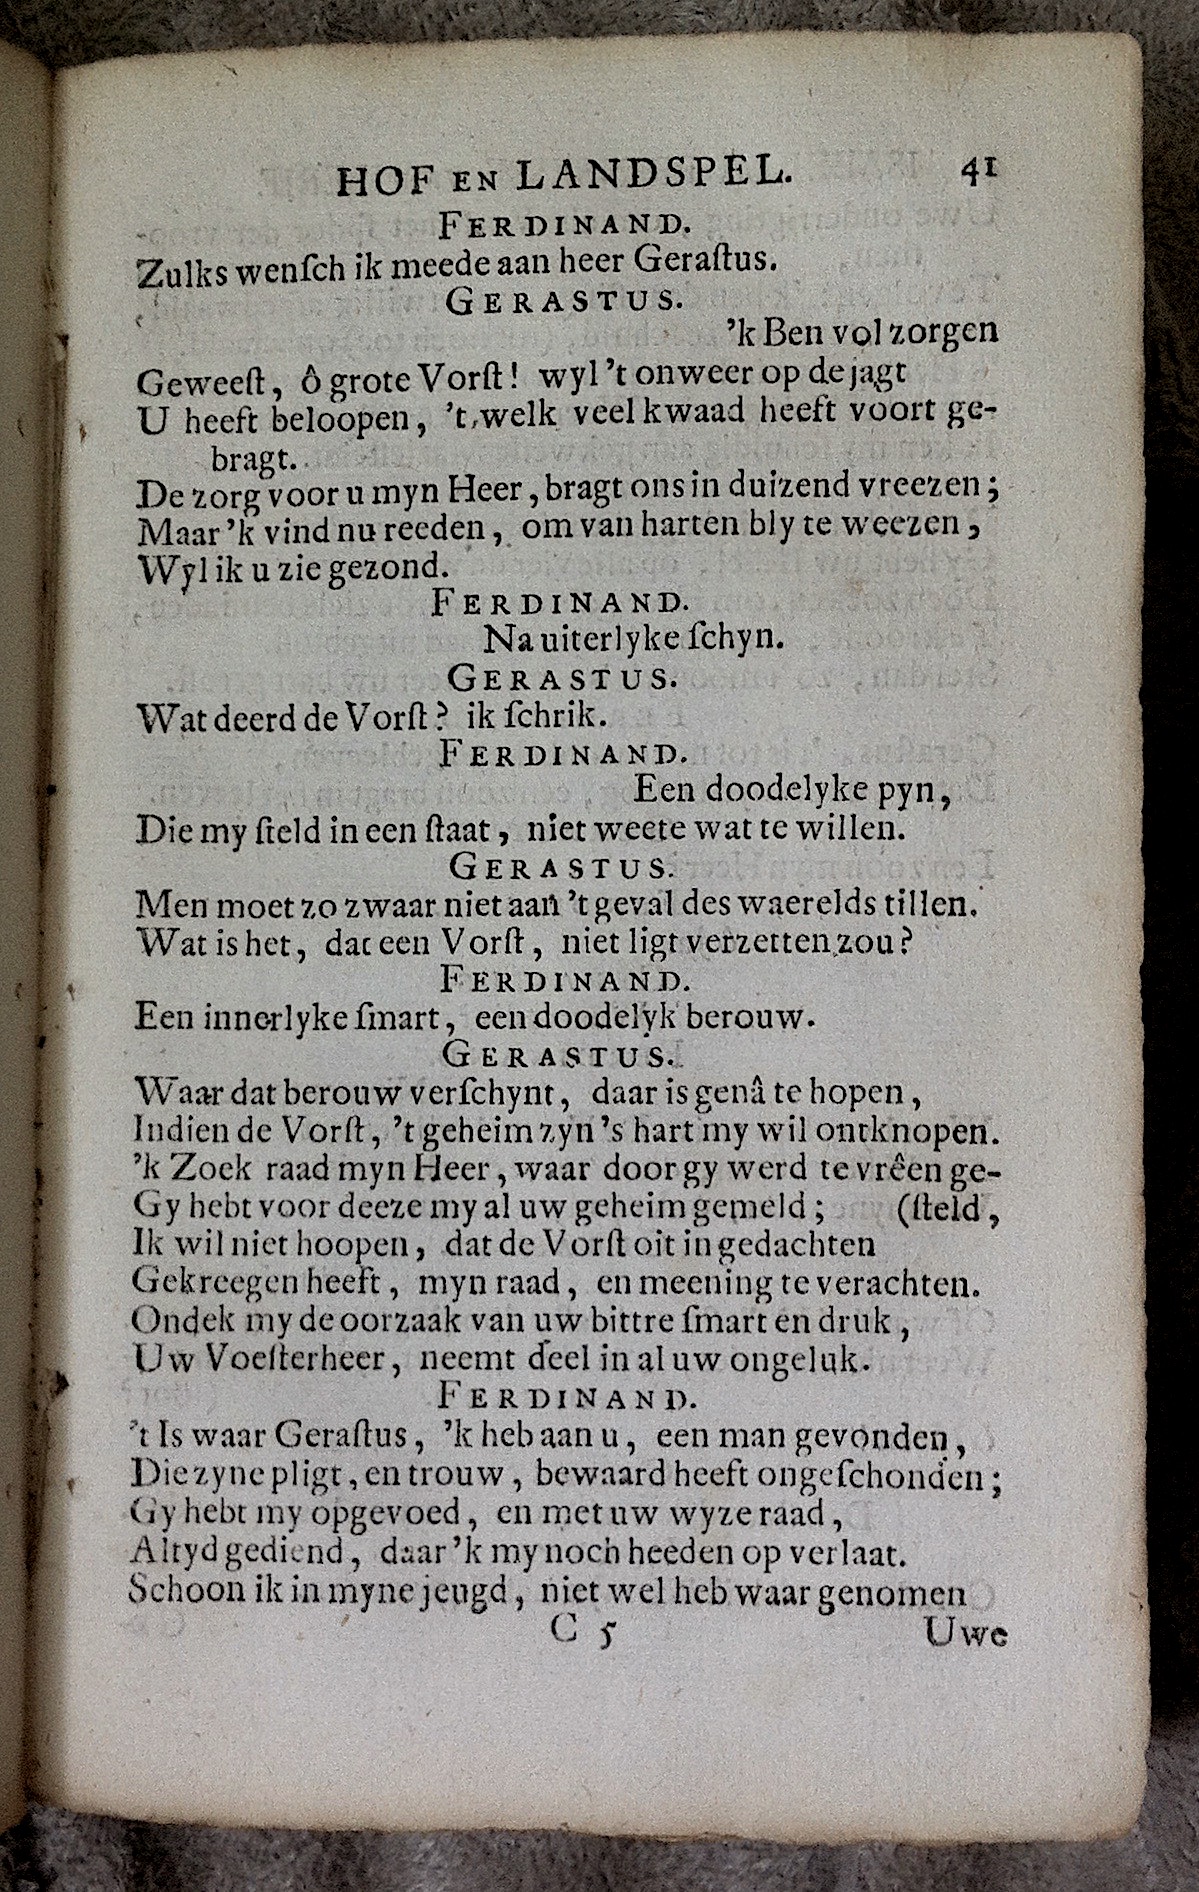 HOF EN LANDSPEL. 41
FERDINAND.
Zulks wenſch ik meede aan heer Geraſtus.
GERASTUS.
’k Ben vol zorgen
Geweeſt, ô grote Vorſt! wyl ’t onweer op de jagt
U heeft beloopen, ’t welk veel kwaad heeft voort ge-
bragt.
De zorg voor u myn Heer, bragt ons in duizend vreezen;
Maar ’k vind nu reeden, om van harten bly te weezen,
Wyl ik u zie gezond.
FERDINAND.
Na uiterlyke ſchyn.
GERASTUS.
Wat deerd de Vorſt? ik ſchrik.
FERDINAND.
Een doodelyke pyn,
Die my ſteld in een ſtaat, niet weete wat te willen.
GERASTUS.
Men moet zo zwaar niet aan ’t geval des waerelds tillen.
Wat is het, dat een Vorſt, niet ligt verzetten zou?
FERDINAND.
Een innerlyke ſmart, een doodelyk berouw.
GERASTUS.
Waar dat berouw verſchynt, daar is genâ te hopen,
Indien de Vorſt, ’t geheim zyn ’s hart my wil ontknopen.
’k Zoek raad myn Heer, waar door gy werd te vrêen ge-
Gy hebt voor deeze my al uw geheim gemeld; (ſteld,
Ik wil niet hoopen, dat de Vorſt oit in gedachten
Gekreegen heeft, myn raad, en meening te verachten.
Ondek my de oorzaak van uw bittre ſmart en druk,
Uw Voeſterheer, neemt deel in al uw ongeluk.
FERDINAND.
’t Is waar Geraſtus, ’k heb aan u, een man gevonden,
Die zyne pligt, en trouw, bewaard heeft ongeſchonden;
Gy hebt my opgevoed, en met uw wyze raad,
Altyd gediend, daar ’k my noch heeden op verlaat.
Schoon ik in myne jeugd, niet wel heb waar genomen
C 5 Uwe